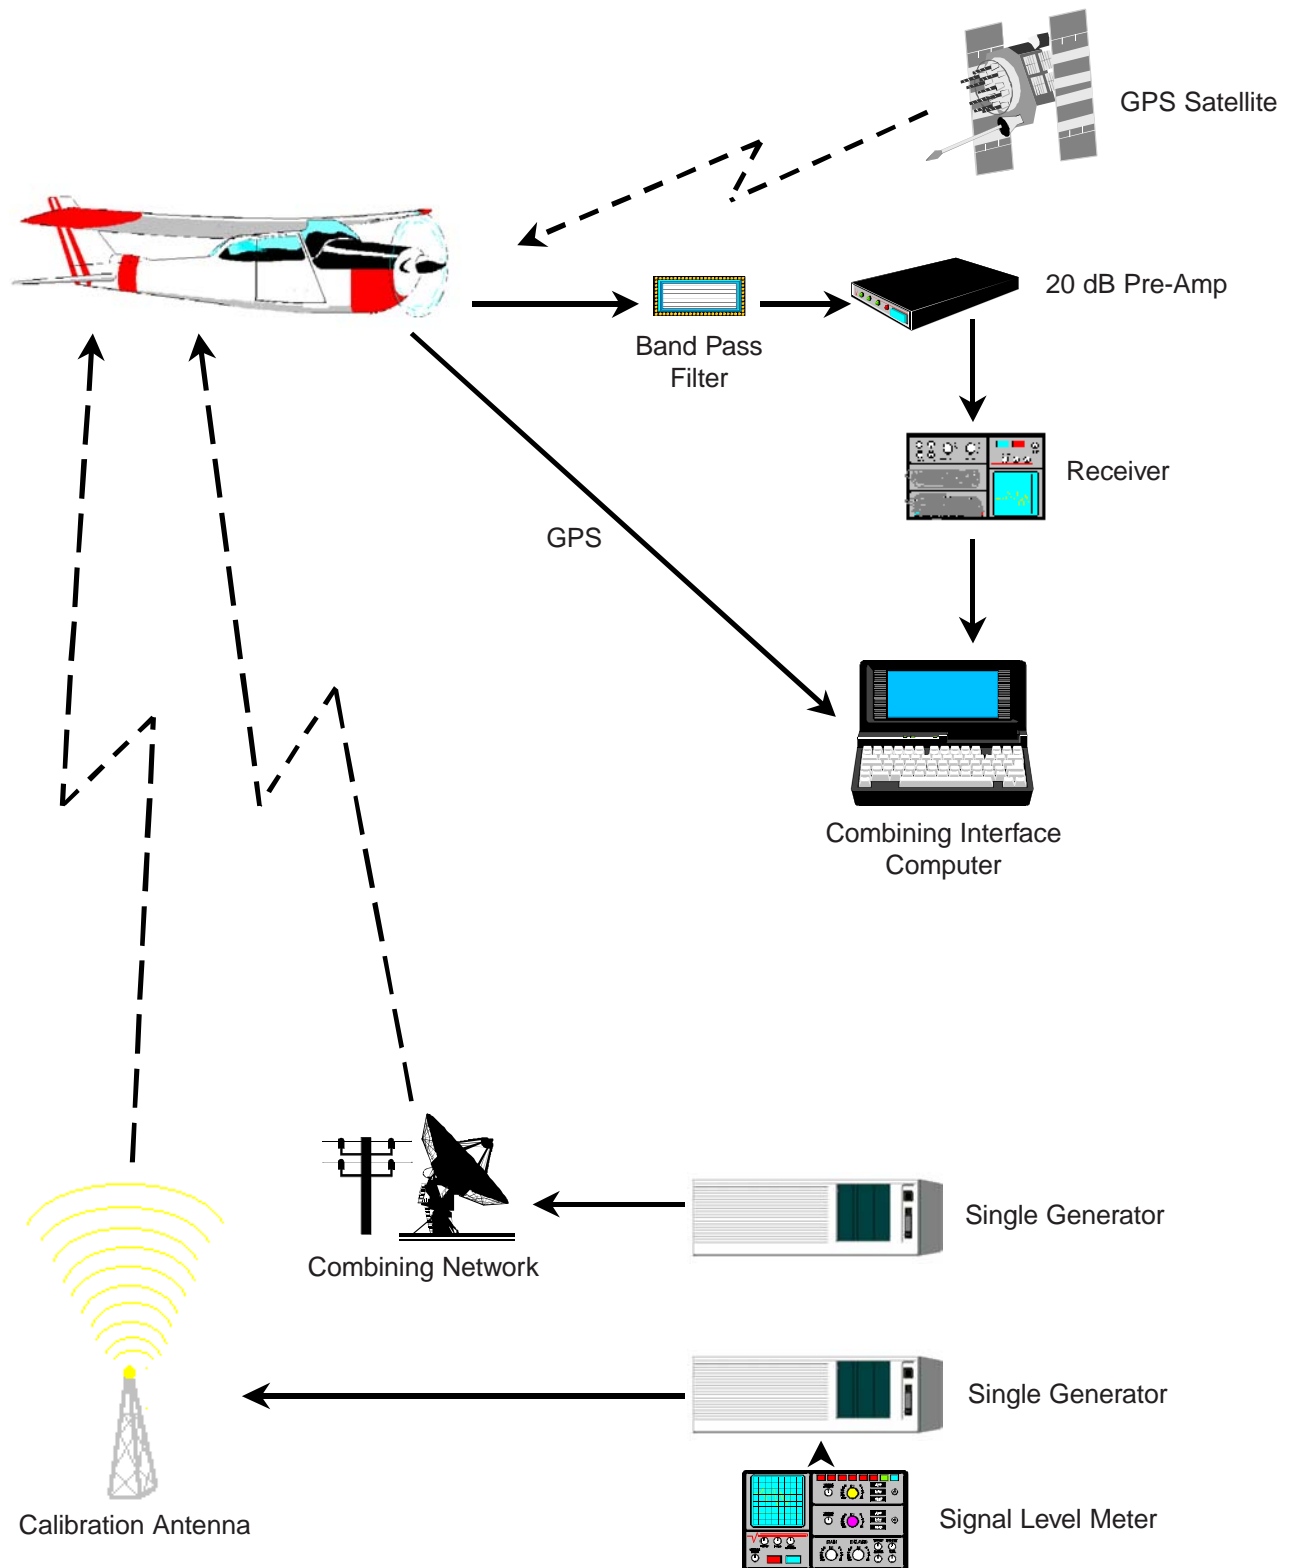 GPS Satellite
20 dB Pre-Amp
Band Pass
Filter
Receiver
GPS
Combining Interface
Computer
Single Generator
Combining Network
Single Generator
Signal Level Meter
Calibration Antenna